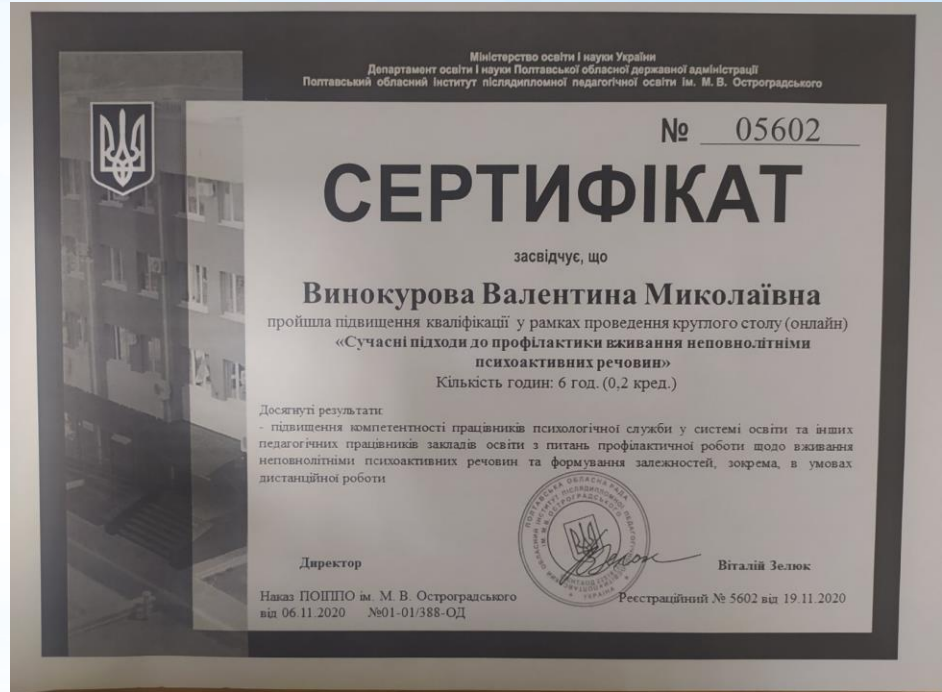 Міністерство освіти і науки України
Департамент освіти і науки Полтавської обласної державної адміністрації
Полтавський обласний інститут післядипломної педагогічної освіти ім. М. В. Остроградського
№ 05602
СЕРТИФІКАТ
засвідчує, що
Винокурова Валентина Миколаївна
пройшла підвищення кваліфікації у рамках проведення круглого столу (онлайн)
«Сучасні підходи до профілактики вживання неповнолітніми
психоактивних речовин»
Кількість годин: 6 год. (0,2 кред.)
Досягнуті результати:
- підвищення компетентності працівників психологічної служби у системі освіти та інших
педагогічних працівників закладів освіти з питань профілактичної роботи щодо вживання
неповнолітніми психоактивних речовин та формування залежностей, зокрема, в умовах
дистанційної роботи
ПОЛТАВСЬКА ОБЛАСНА РАДА
УКРАЇНА
Директор
Віталій Зелюк
Наказ ПОІППО ім. М. В. Остроградського
від 06.11.2020 №01-01/388-ОД
Реєстраційний № 5602 від 19.11.2020